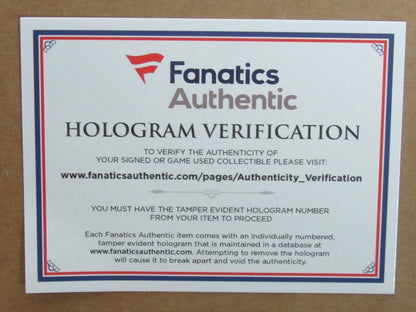 Fanatics
Authentic
HOLOGRAM VERIFICATION
TO VERIFY THE AUTHENTICITY OF
YOUR SIGNED OR GAME USED COLLECTIBLE PLEASE VISIT:
www.fanaticsauthentic.com/pages/Authenticity_Verification
YOU MUST HAVE THE TAMPER EVIDENT HOLOGRAM NUMBER
FROM YOUR ITEM TO PROCEED
Each Fanatics Authentic item comes with an individually numbered,
tamper evident hologram that is maintained in a database at
www.fanaticsauthentic.com. Attempting to remove the hologram
will cause it to break apart and void the authenticity.